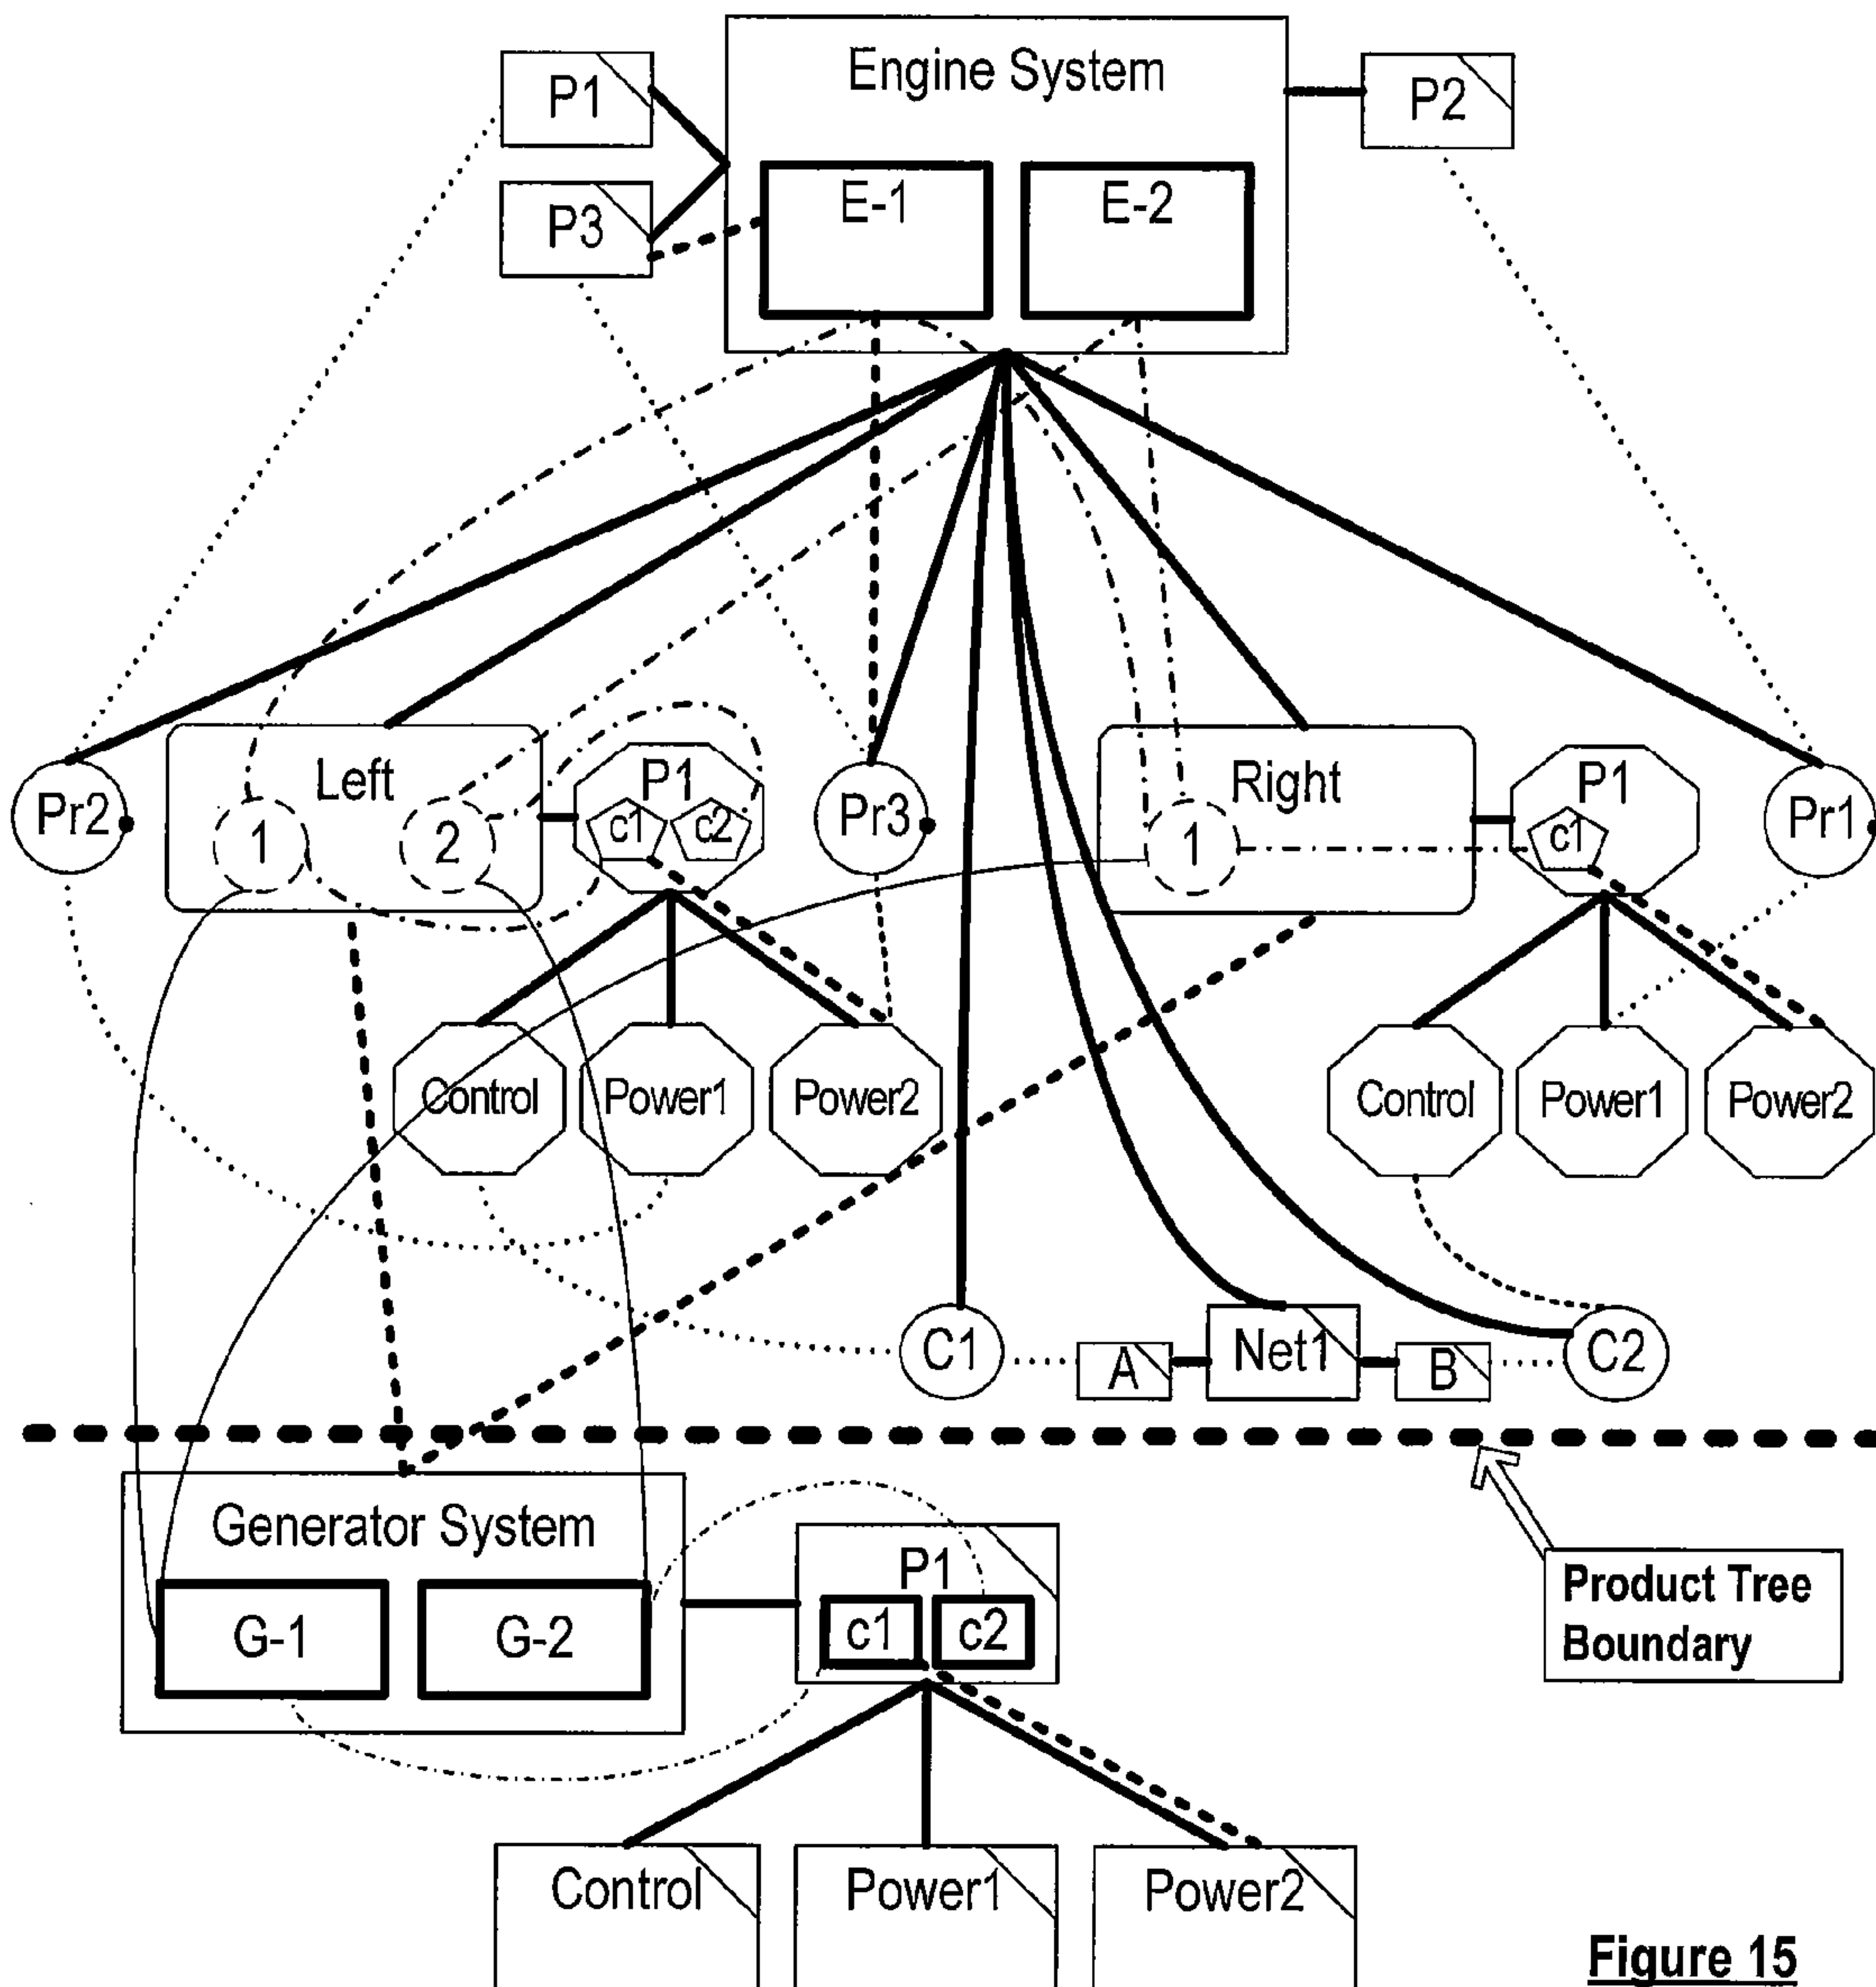 Engine System
P1
P2
P3
E-1
E-2
Pr2
Left
1
2
P1
c1
c2
Pr3
Right
1
P1
c1
Pr1
Control
Power1
Power2
Control
Power1
Power2
C1
A
Net1
B
C2
Generator System
G-1
G-2
P1
c1
c2
Product Tree
Boundary
Control
Power1
Power2
Figure 15